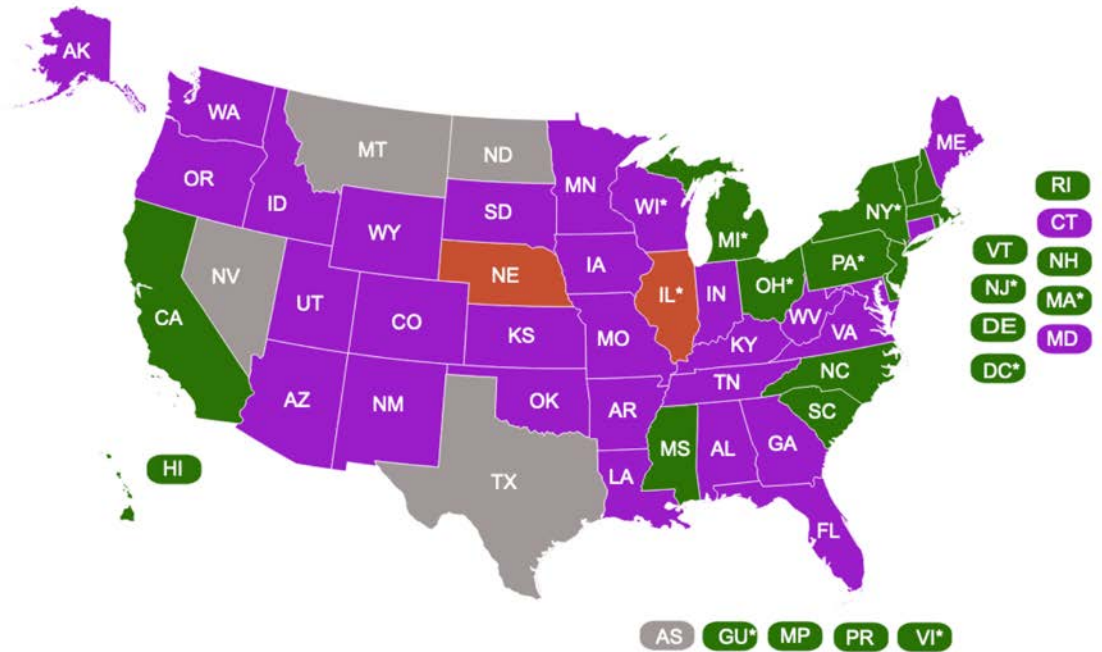 AK
WA
ME
MT
ND
OR
MN
RI
ID
SD
WI*
NY*
CT
WY
MI*
VT
NH
NV
NE
IA
PA*
NJ*
MA*
CA
UT
CO
IL*
IN
OH*
WV
VA
DE
MD
KS
MO
KY
DC*
NC
TN
AZ
NM
OK
AR
SC
MS
AL
GA
HI
TX
LA
FL
AS
GU*
MP
PR
VI*